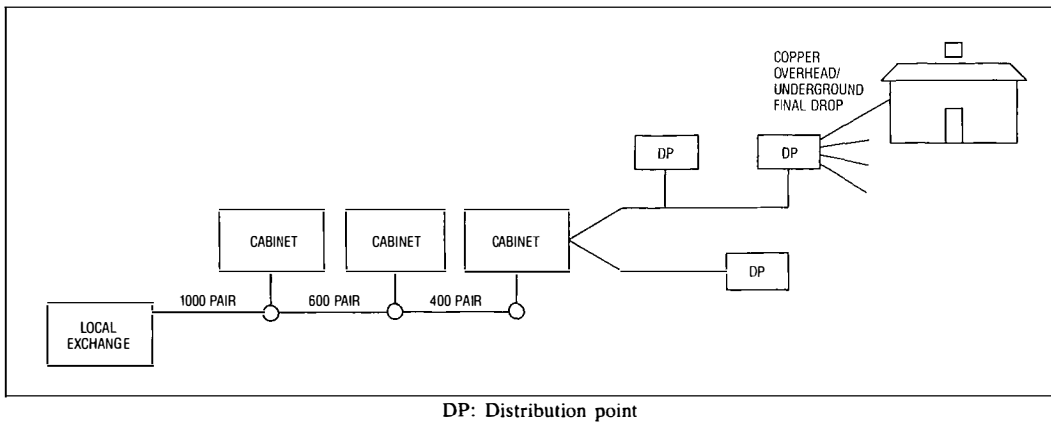 COPPER
OVERHEAD/
UNDERGROUND
FINAL DROP
DP
DP
CABINET
CABINET
CABINET
DP
1000 PAIR
600 PAIR
400 PAIR
LOCAL
EXCHANGE
DP: Distribution point